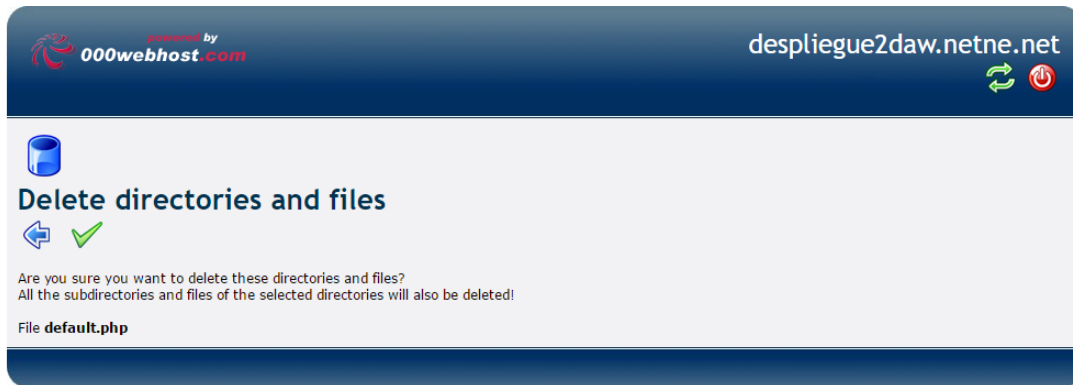 powered by
000webhost.com
despliegue2daw.netne.net
Delete directories and files
Are you sure you want to delete these directories and files?
All the subdirectories and files of the selected directories will also be deleted!
File default.php